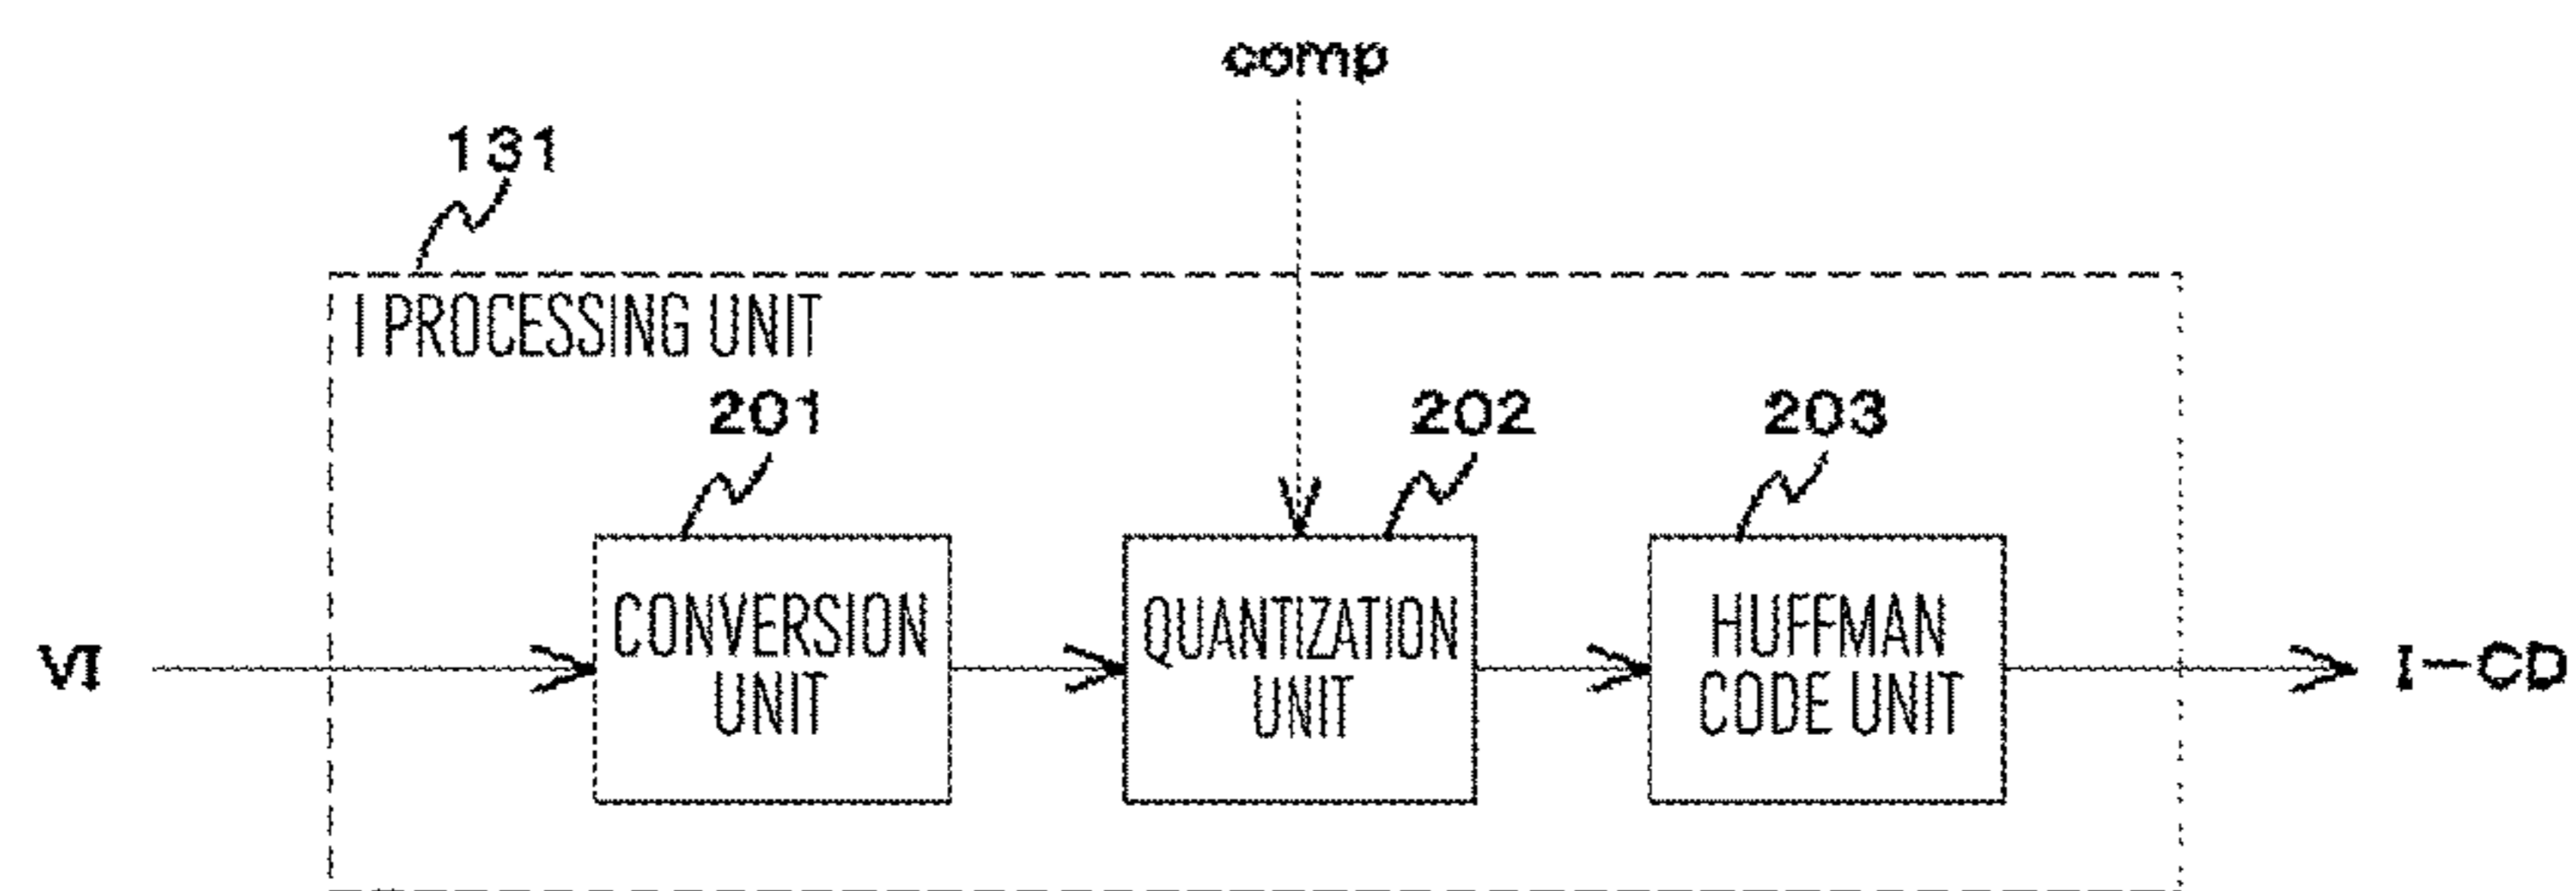 comp
131
I PROCESSING UNIT
201
202
203
VI
CONVERSION
UNIT
QUANTIZATION
UNIT
HUFFMAN
CODE UNIT
I-CD